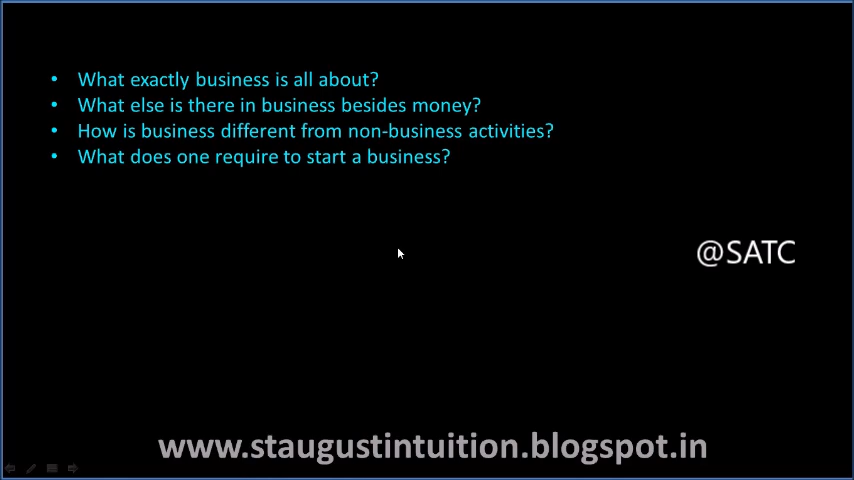 • What exactly business is all about?
• What else is there in business besides money?
• How is business different from non-business activities?
• What does one require to start a business?
@SATC
www.staugustintuition.blogspot.in